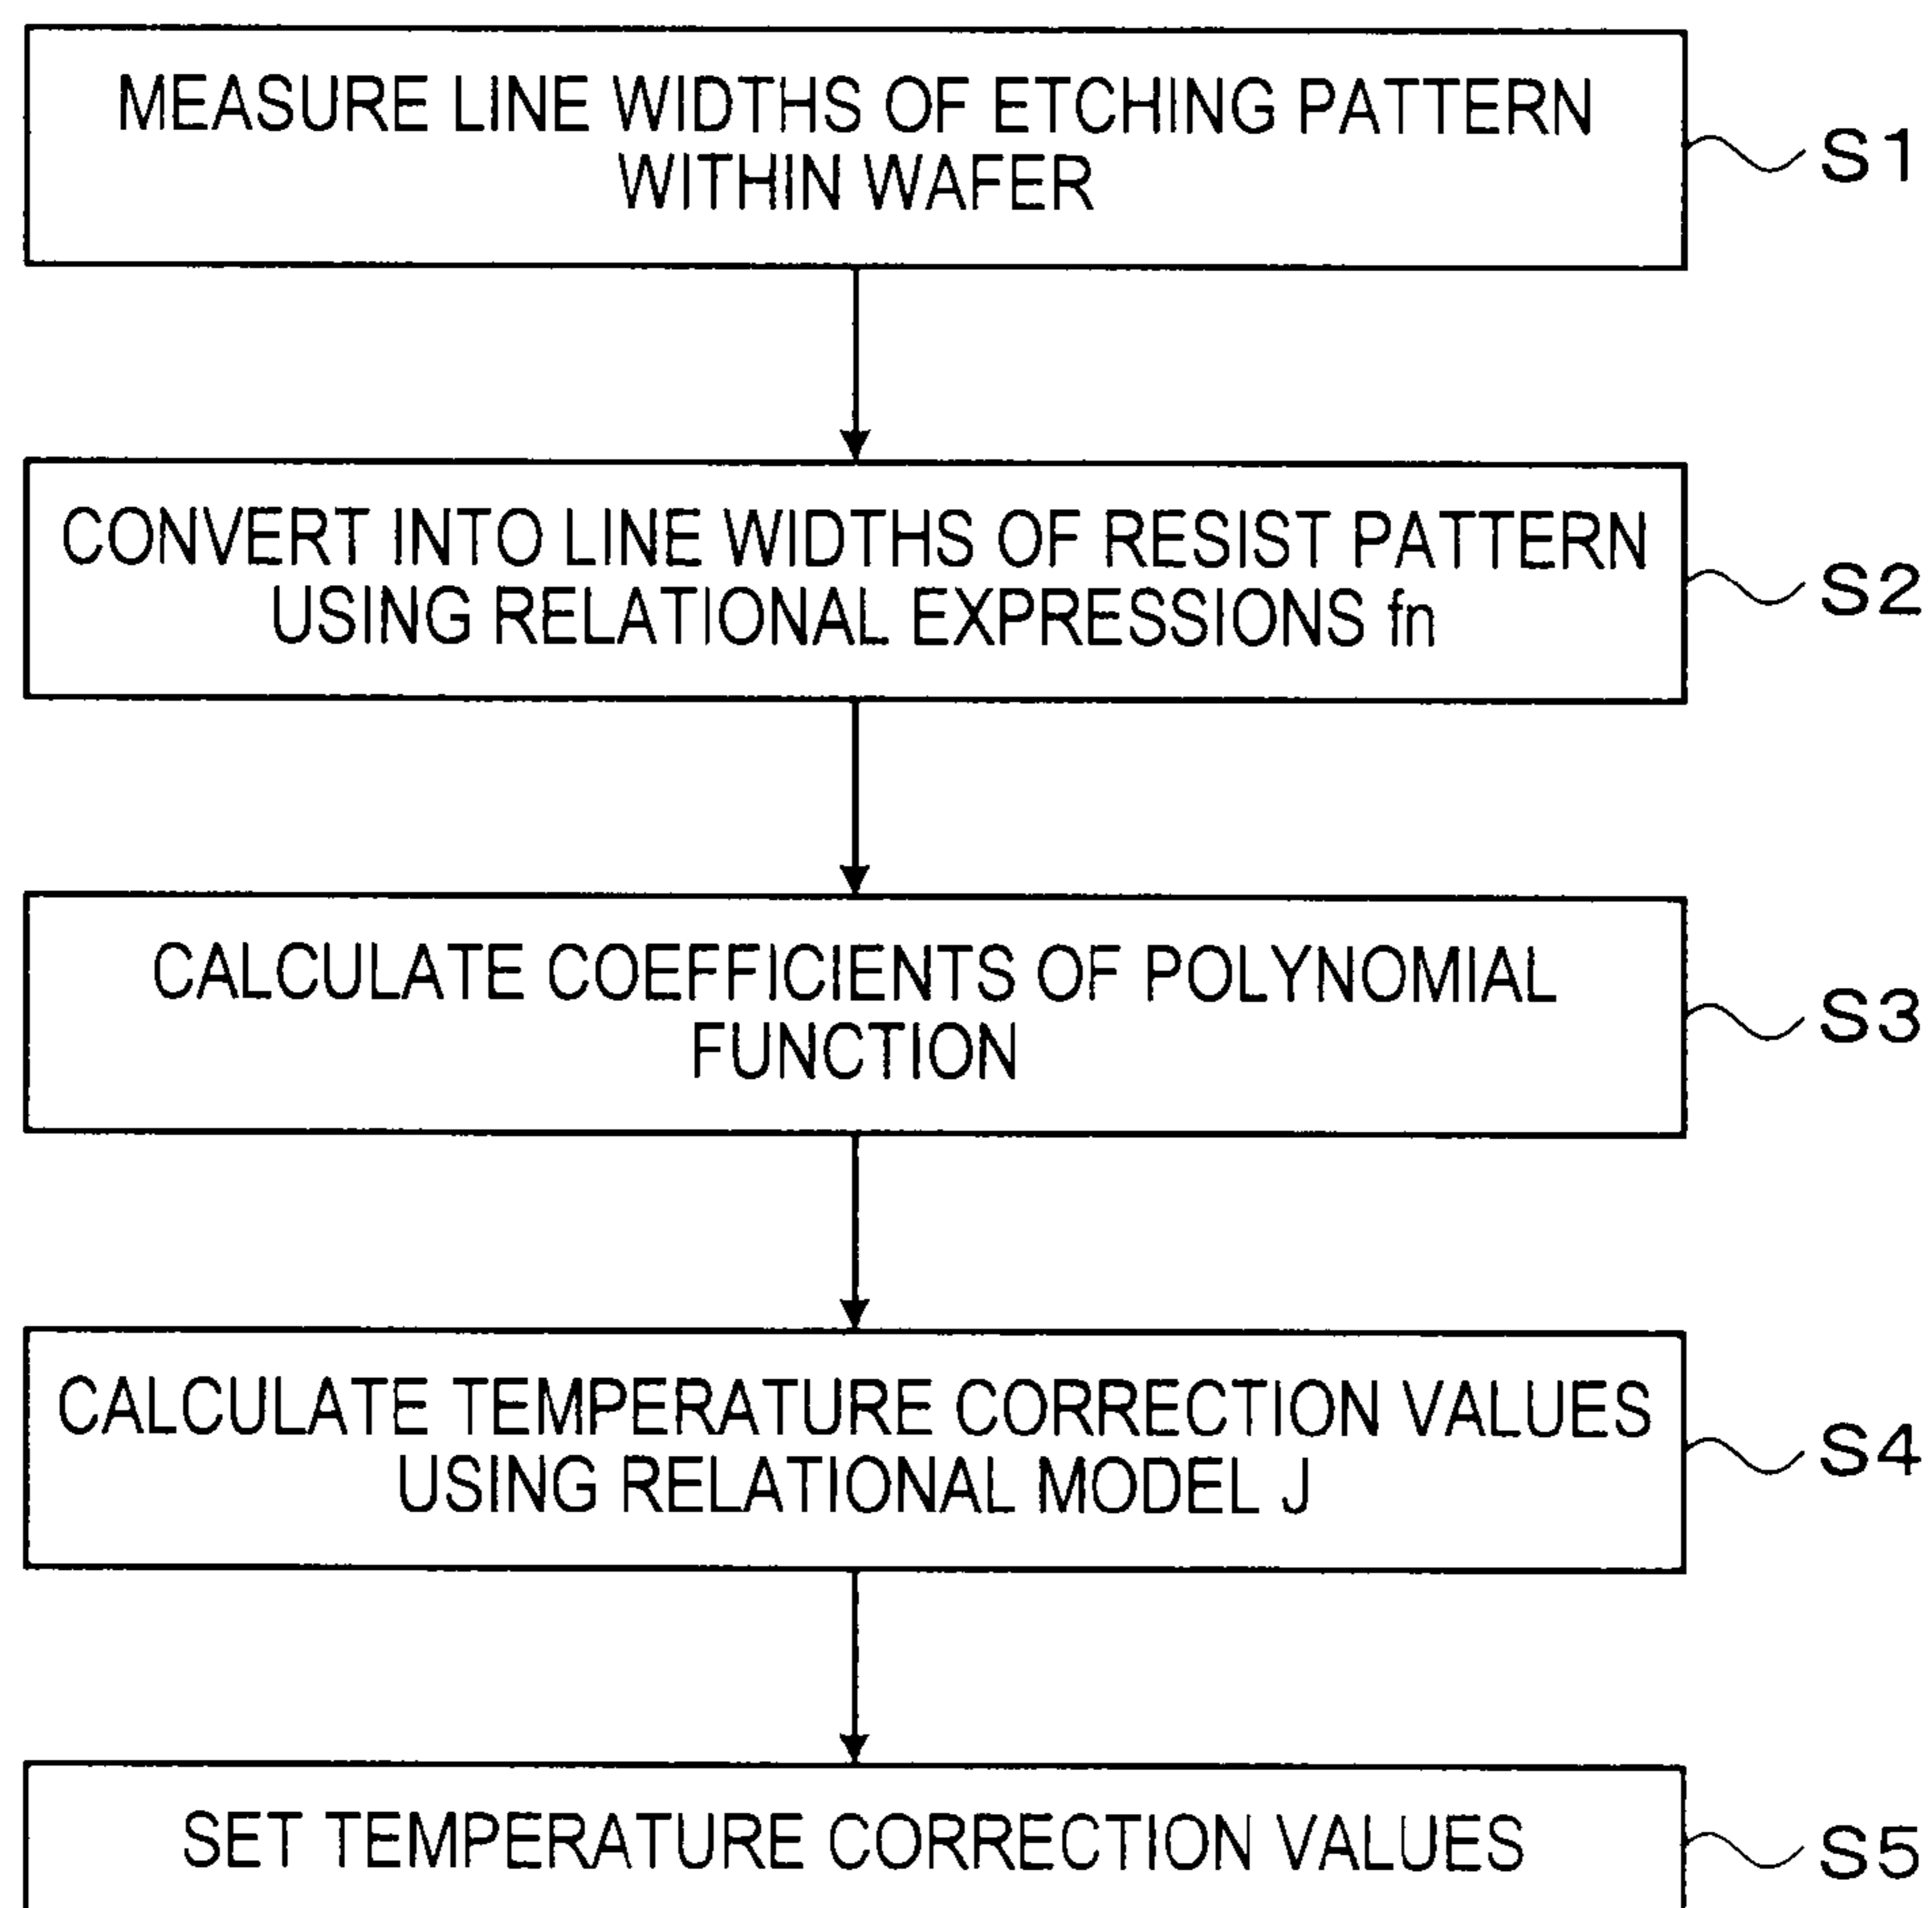 MEASURE LINE WIDTHS OF ETCHING PATTERN
WITHIN WAFER
S1
CONVERT INTO LINE WIDTHS OF RESIST PATTERN
USING RELATIONAL EXPRESSIONS fn
S2
CALCULATE COEFFICIENTS OF POLYNOMIAL
FUNCTION
S3
CALCULATE TEMPERATURE CORRECTION VALUES
USING RELATIONAL MODEL J
S4
SET TEMPERATURE CORRECTION VALUES
S5